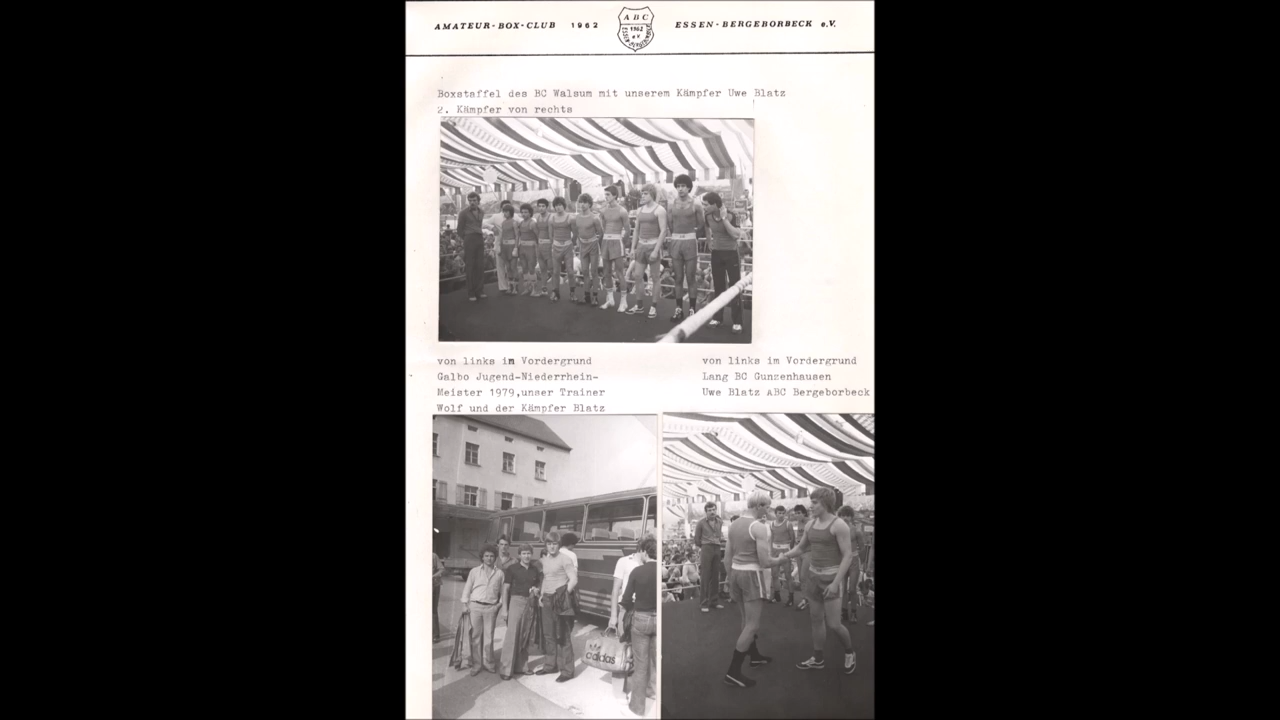 AMATEUR-BOX-CLUB 1962
ABC
1962
e.V
ESSEN-BERGEBORBECK e.V.
Boxstaffel des BC Walsum mit unserem Kämpfer Uwe Blatz
2. Kämpfer von rechts
von links im Vordergrund
Galbo Jugend-Niederrhein-
Meister 1979,unser Trainer
Wolf und der Kämpfer Blatz
von links im Vordergrund
Lang BC Gunzenhausen
Uwe Blatz ABC Bergeborbeck
adidas